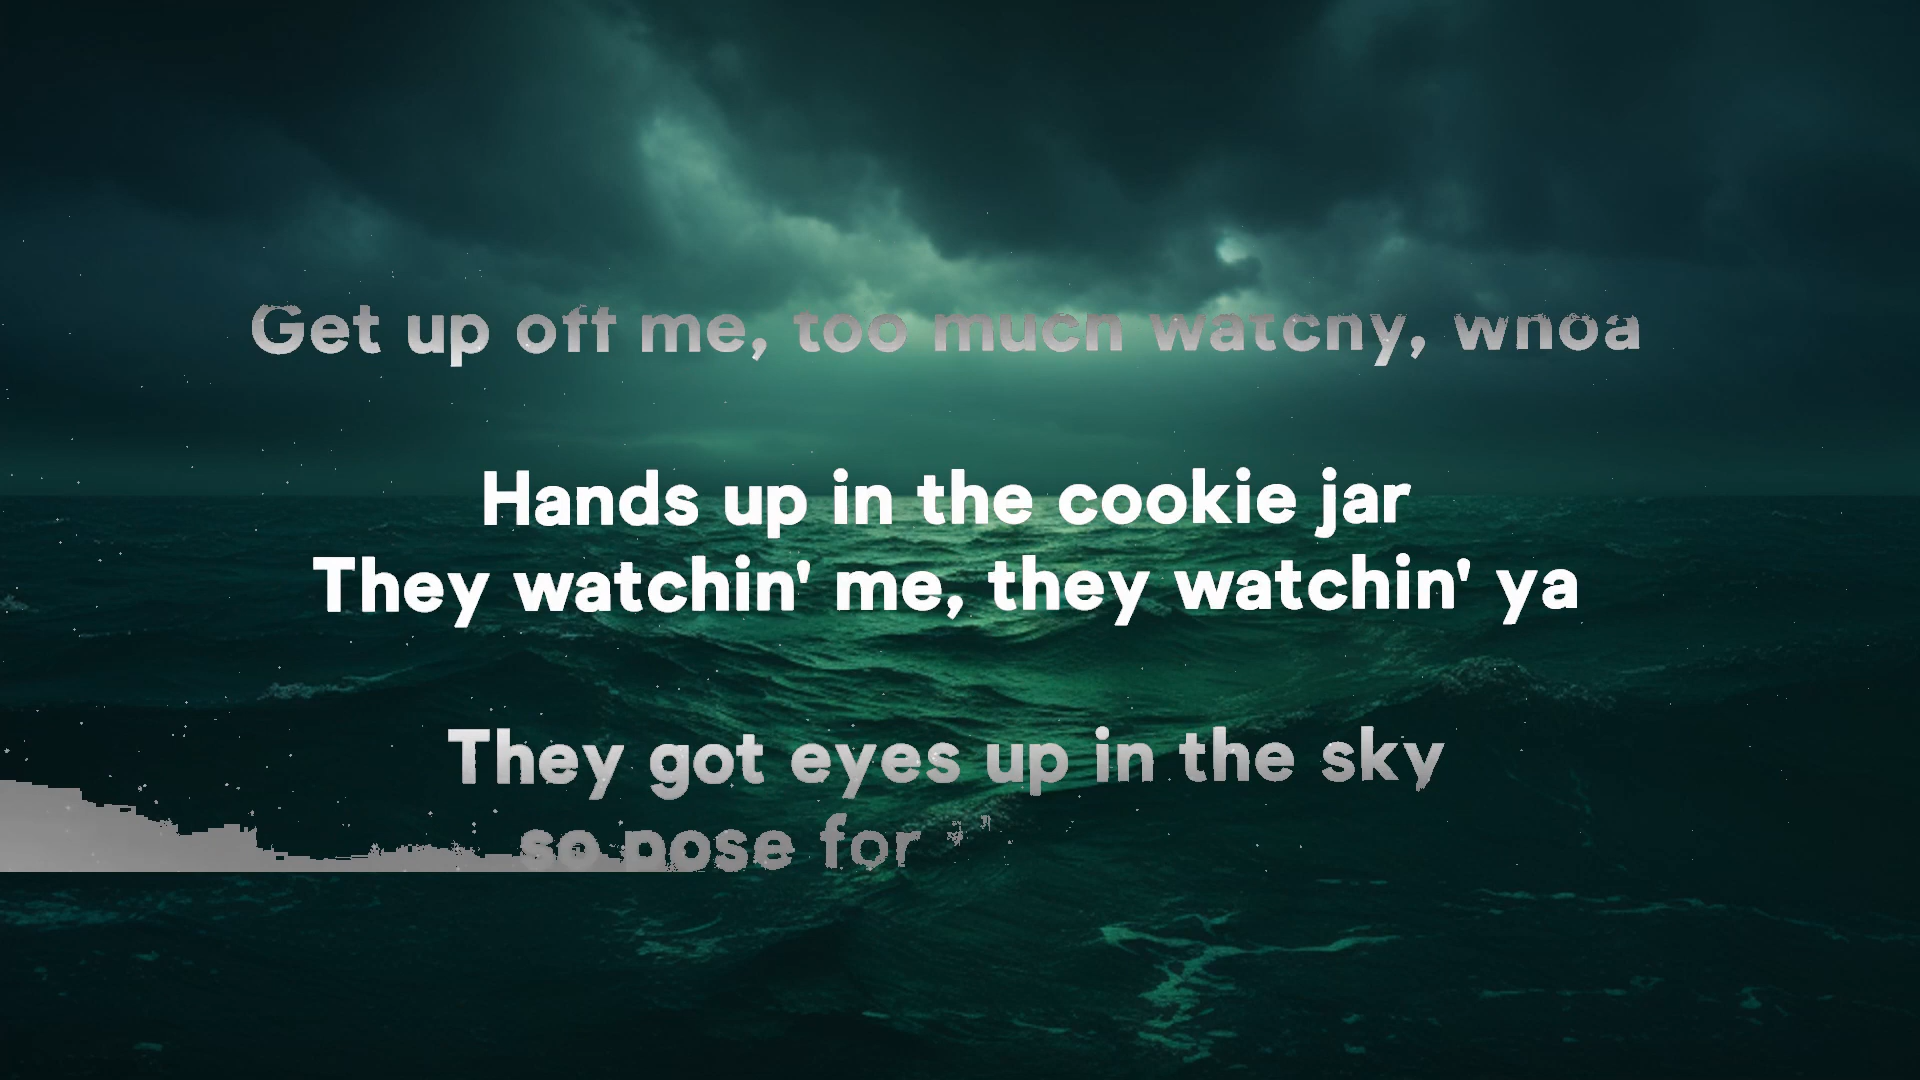 Get up off me, too much watchy, whoa
Hands up in the cookie jar
They watchin' me, they watchin' ya
They got eyes up in the sky
so pose for